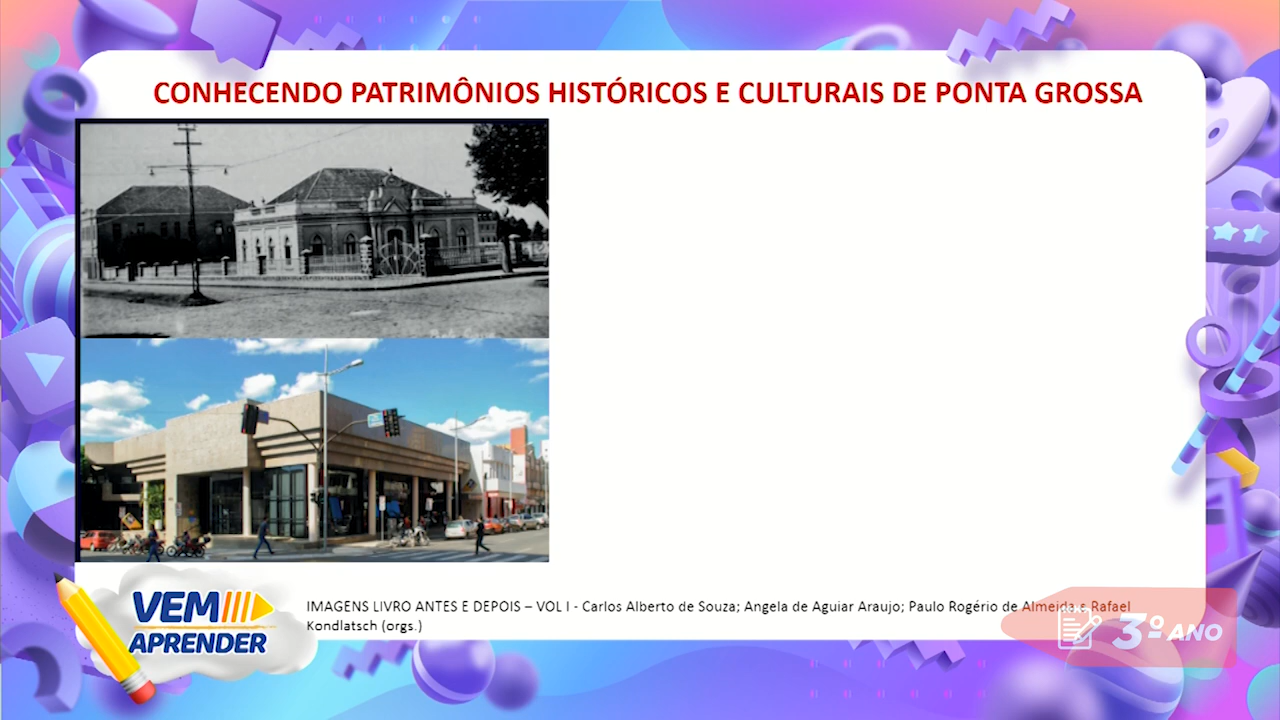 CONHECENDO PATRIMÔNIOS HISTÓRICOS E CULTURAIS DE PONTA GROSSA
VEM
APRENDER
IMAGENS LIVRO ANTES E DEPOIS – VOL I - Carlos Alberto de Souza; Angela de Aguiar Araujo; Paulo Rogério de Almeida e Rafael
Kondlatsch (orgs.)
3º ANO